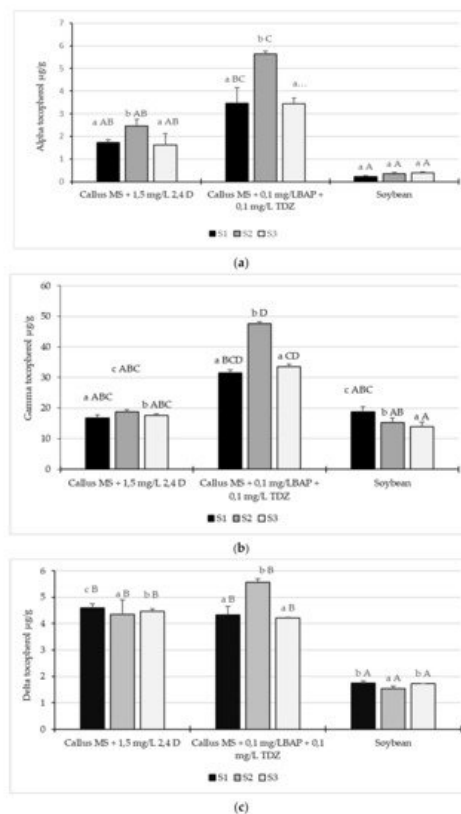 7
6
5
4
3
2
1
0
Alpha tocopherol µg/g
a AB
b AB
a AB
a BC
b C
a…
a A
a A
a A
Callus MS + 1,5 mg/L 2,4 D
Callus MS + 0,1 mg/LBAP +
0,1 mg/L TDZ
Soybean
S1 S2 S3
(a)
60
50
40
30
20
10
0
Gamma tocopherol µg/g
a ABC
c ABC
b ABC
a BCD
b D
a CD
c ABC
b AB
a A
Callus MS + 1,5 mg/L 2,4 D
Callus MS + 0,1 mg/LBAP +
0,1 mg/L TDZ
Soybean
S1 S2 S3
(b)
6
5
4
3
2
1
0
Delta tocopherol µg/g
c B
a B
b B
a B
b B
a B
b A
a A
b A
Callus MS + 1,5 mg/L 2,4 D
Callus MS + 0,1 mg/LBAP + 0,1
mg/L TDZ
Soybean
S1 S2 S3
(c)